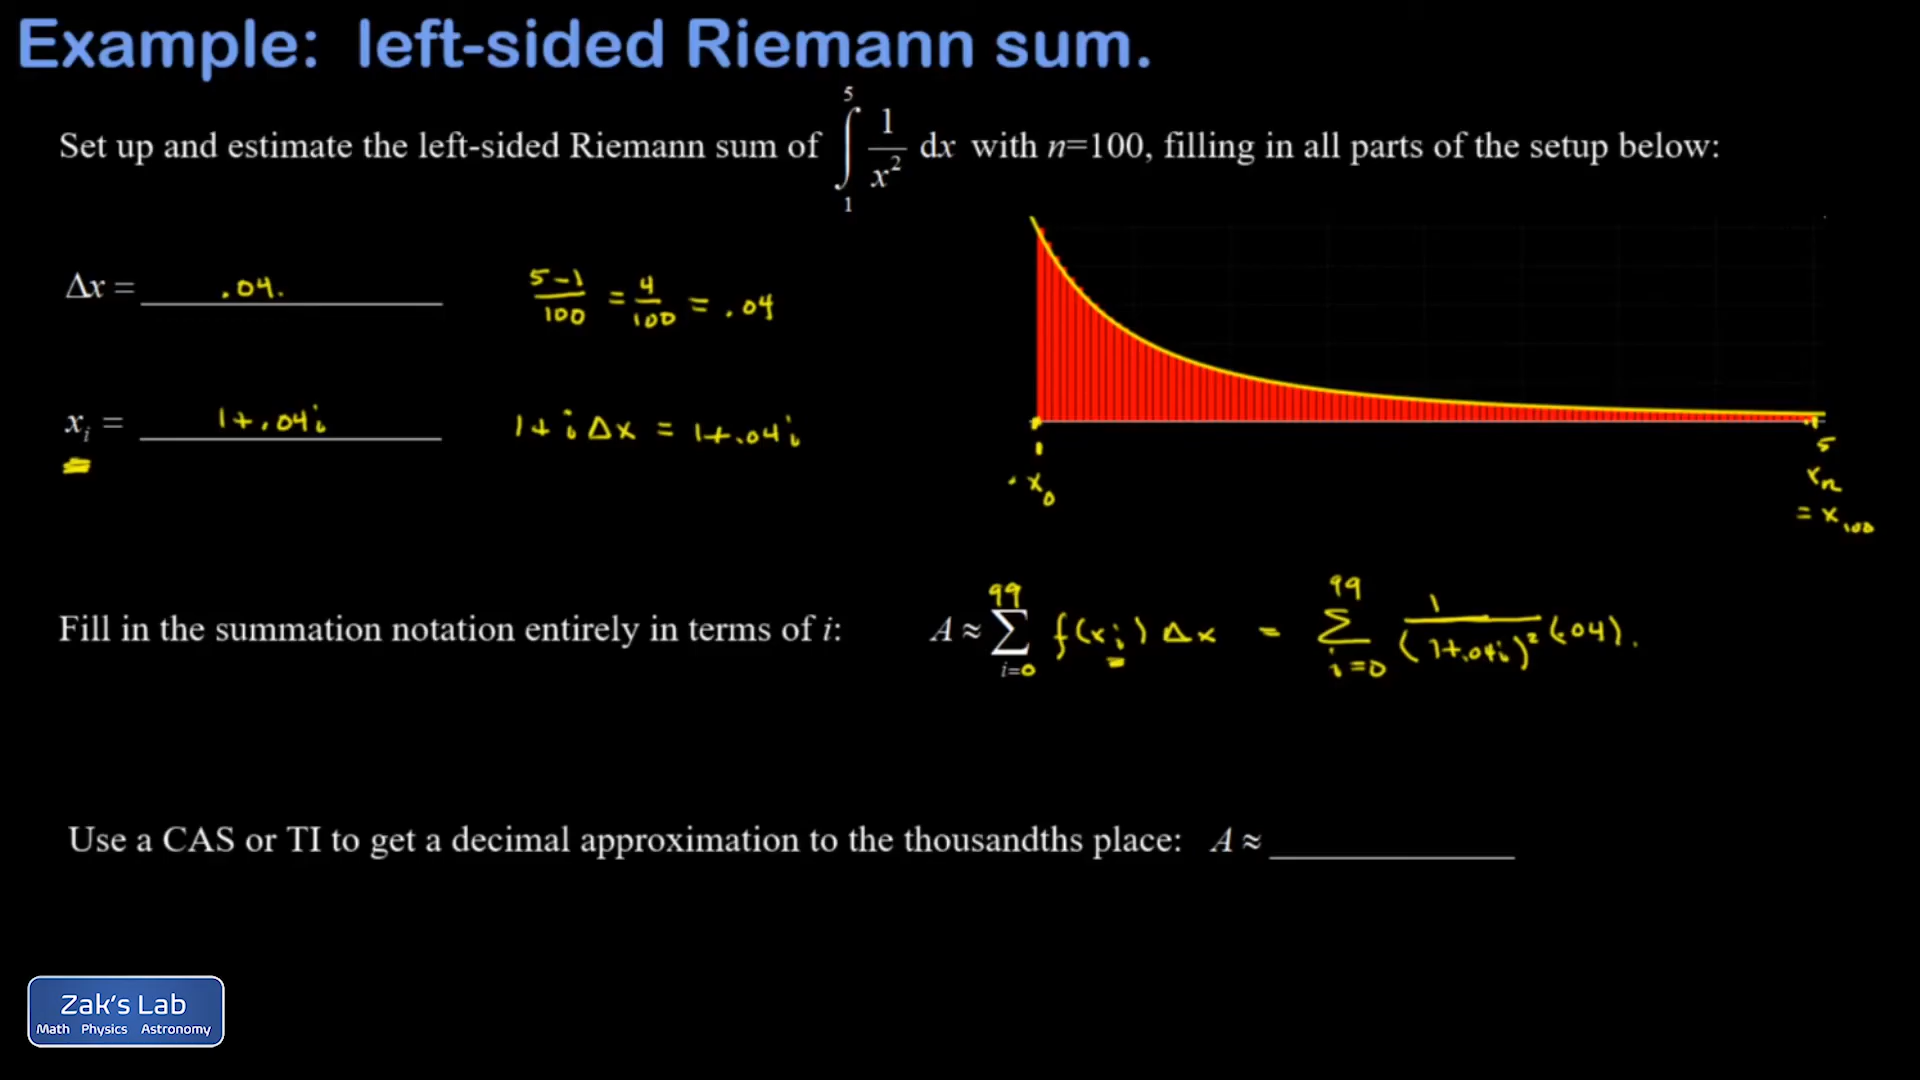 Example: left-sided Riemann sum.
Set up and estimate the left-sided Riemann sum of ∫₁⁵ 1/x² dx with n=100, filling in all parts of the setup below:
Δx = .04. (5-1)/100 = 4/100 = .04
xᵢ = 1+.04i 1+iΔx = 1+.04i
1 5
x₀ xₙ
= x₁₀₀
Fill in the summation notation entirely in terms of i: A ≈ ∑_{i=0}^{99} f(xᵢ)Δx = ∑_{i=0}^{99} 1/(1+.04i)² (.04).
Use a CAS or TI to get a decimal approximation to the thousandths place: A ≈
Zak's Lab
Math Physics Astronomy